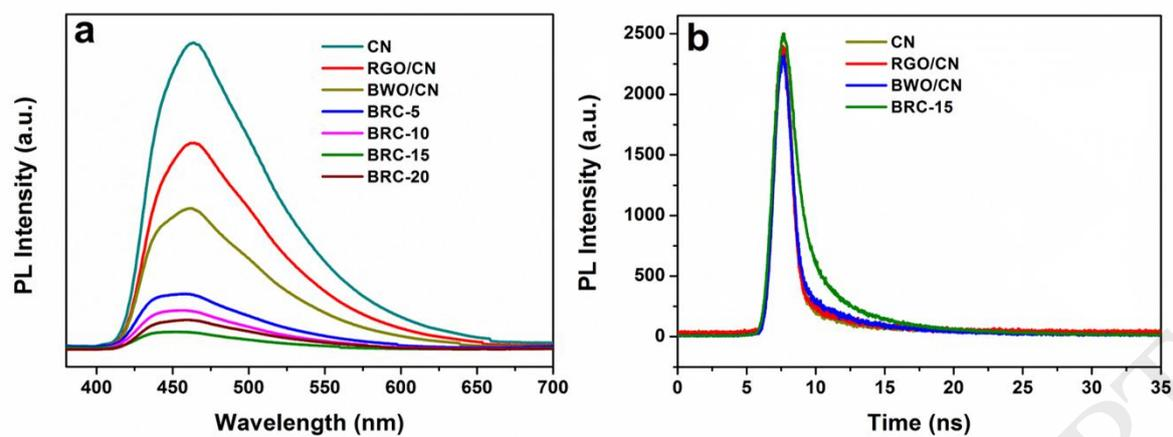 a
CN
RGO/CN
BWO/CN
BRC-5
BRC-10
BRC-15
BRC-20
PL Intensity (a.u.)
400 450 500 550 600 650 700
Wavelength (nm)
b
CN
RGO/CN
BWO/CN
BRC-15
PL Intensity (a.u.)
2500
2000
1500
1000
500
0
0 5 10 15 20 25 30 35
Time (ns)